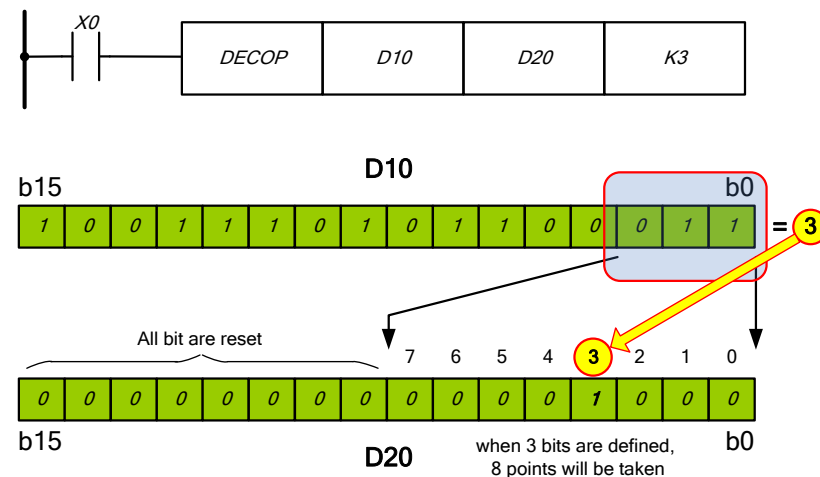 X0
DECOP D10 D20 K3
D10
b15 b0
1 0 0 1 1 1 0 1 0 1 1 0 0 0 1 1 = 3
All bit are reset
7 6 5 4 3 2 1 0
0 0 0 0 0 0 0 0 0 0 0 0 1 0 0 0
b15 D20 b0
when 3 bits are defined,
8 points will be taken